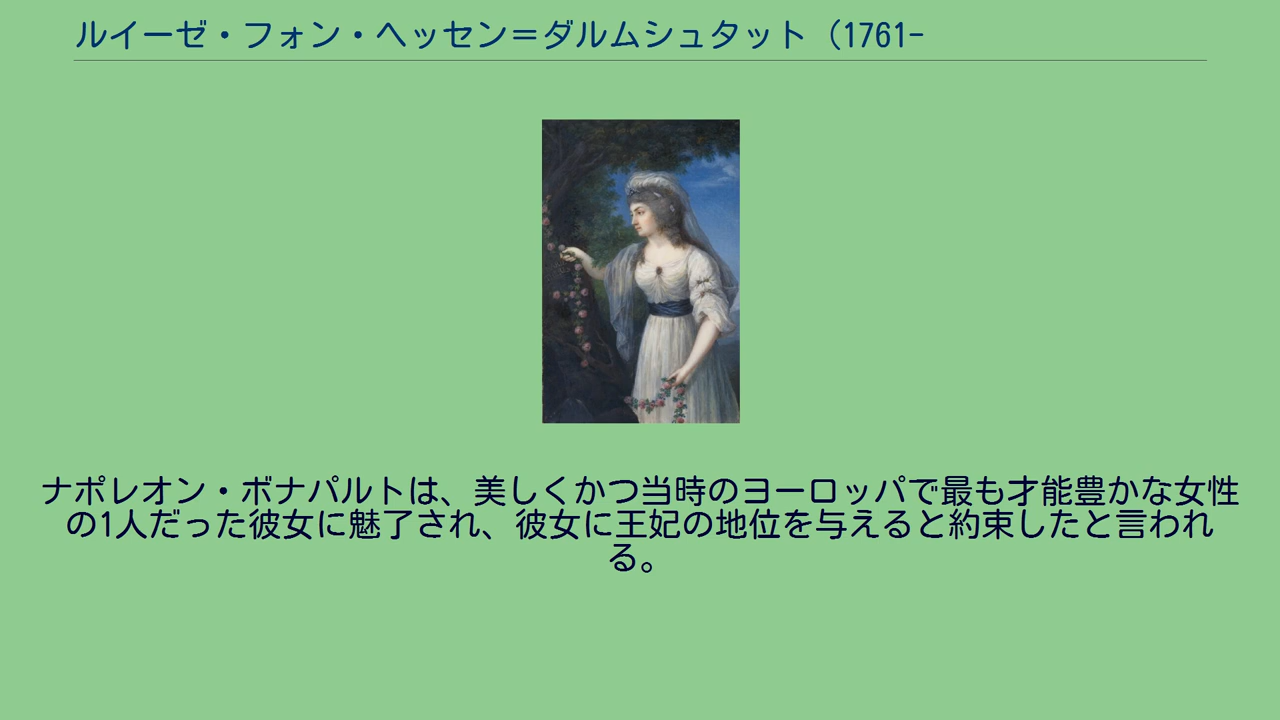 ルイーゼ・フォン・ヘッセン＝ダルムシュタット（1761-
ナポレオン・ボナパルトは、美しくかつ当時のヨーロッパで最も才能豊かな女性
の1人だった彼女に魅了され、彼女に王妃の地位を与えると約束したと言われ
る。